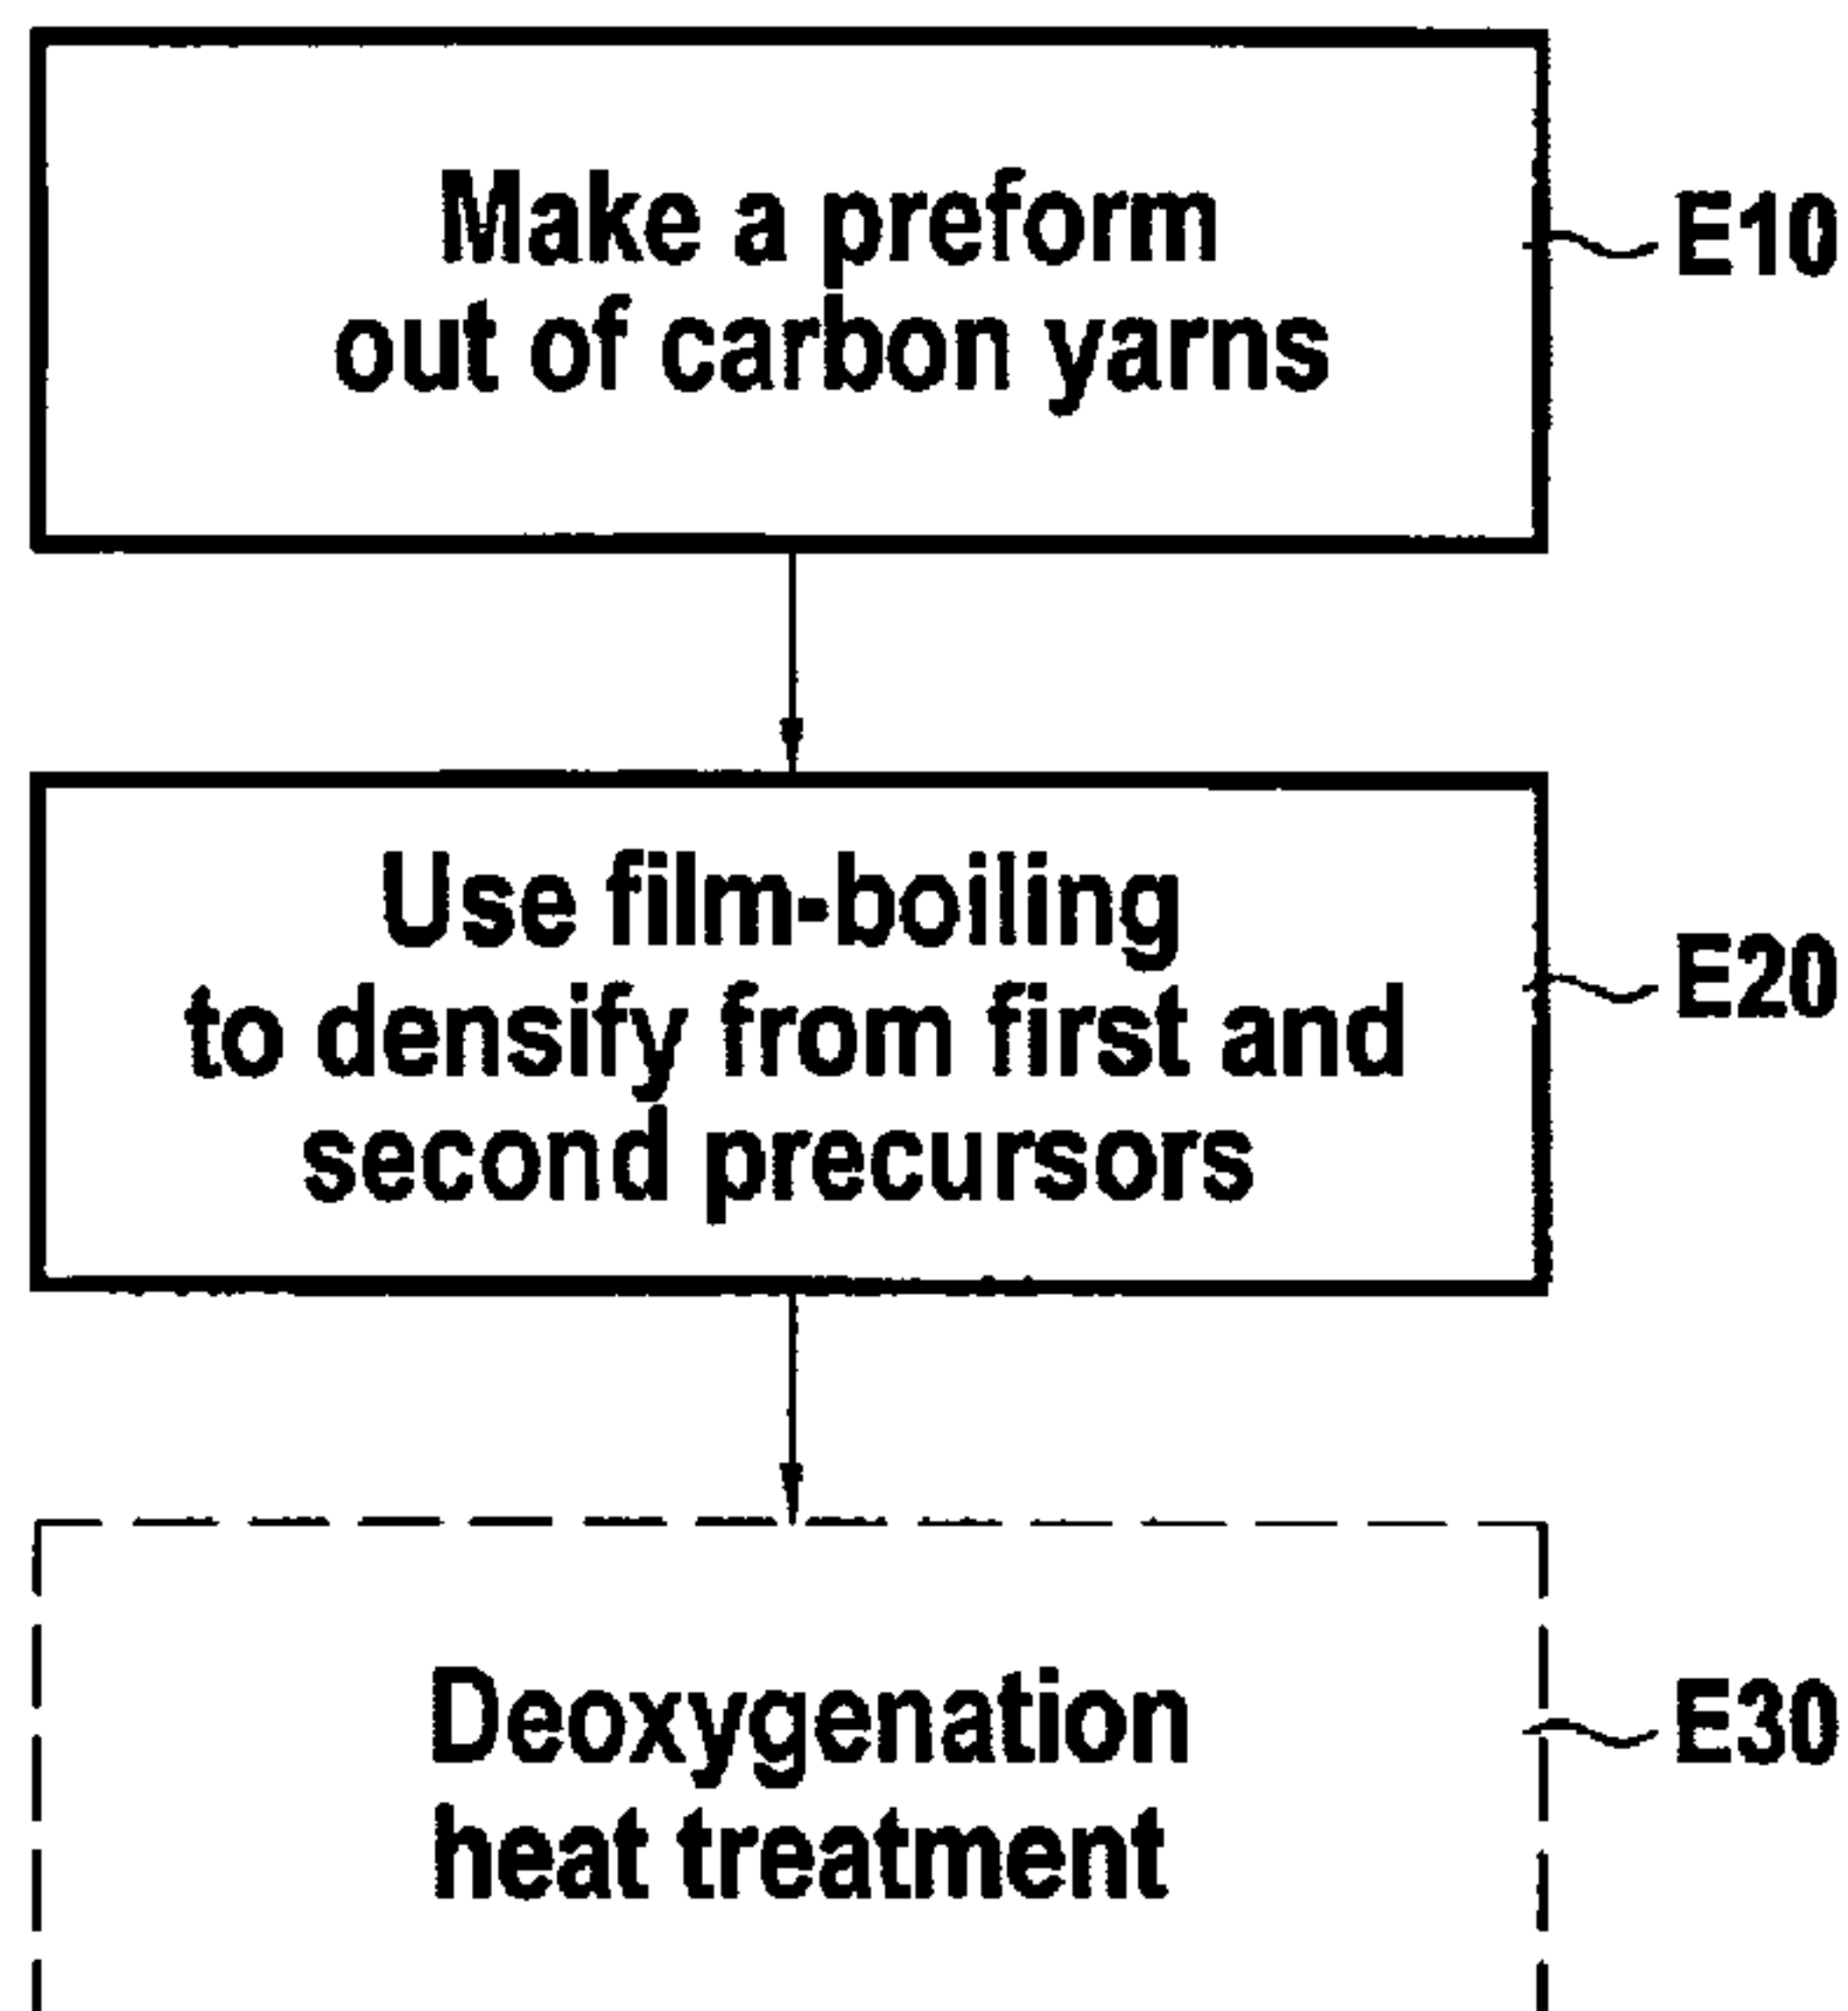 Make a preform
out of carbon yarns
E10
Use film-boiling
to densify from first and
second precursors
E20
Deoxygenation
heat treatment
E30